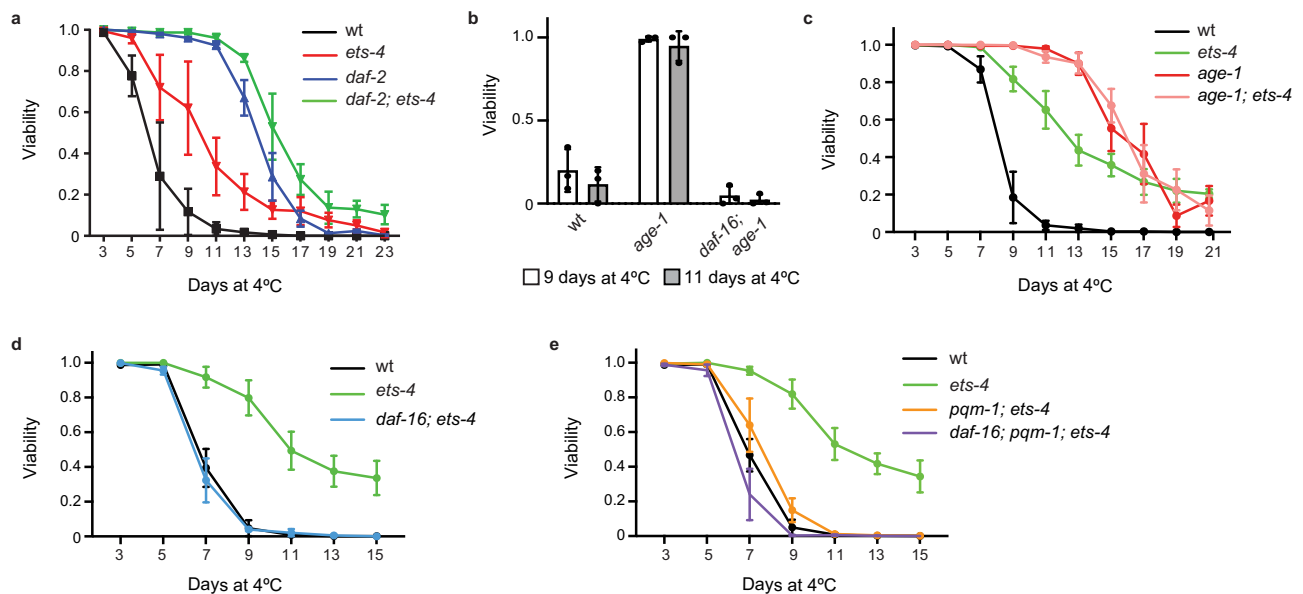 a
1.0
0.8
0.6
0.4
0.2
0
Viability
3 5 7 9 11 13 15 17 19 21 23
Days at 4ºC
wt
ets-4
daf-2
daf-2; ets-4
b
1.0
0.5
0
Viability
wt
age-1
daf-16;
age-1
9 days at 4ºC
11 days at 4ºC
c
1.0
0.8
0.6
0.4
0.2
0
Viability
3 5 7 9 11 13 15 17 19 21
Days at 4ºC
wt
ets-4
age-1
age-1; ets-4
d
1.0
0.8
0.6
0.4
0.2
0
Viability
3 5 7 9 11 13 15
Days at 4ºC
wt
ets-4
daf-16; ets-4
e
1.0
0.8
0.6
0.4
0.2
0
Viability
3 5 7 9 11 13 15
Days at 4ºC
wt
ets-4
pqm-1; ets-4
daf-16; pqm-1; ets-4